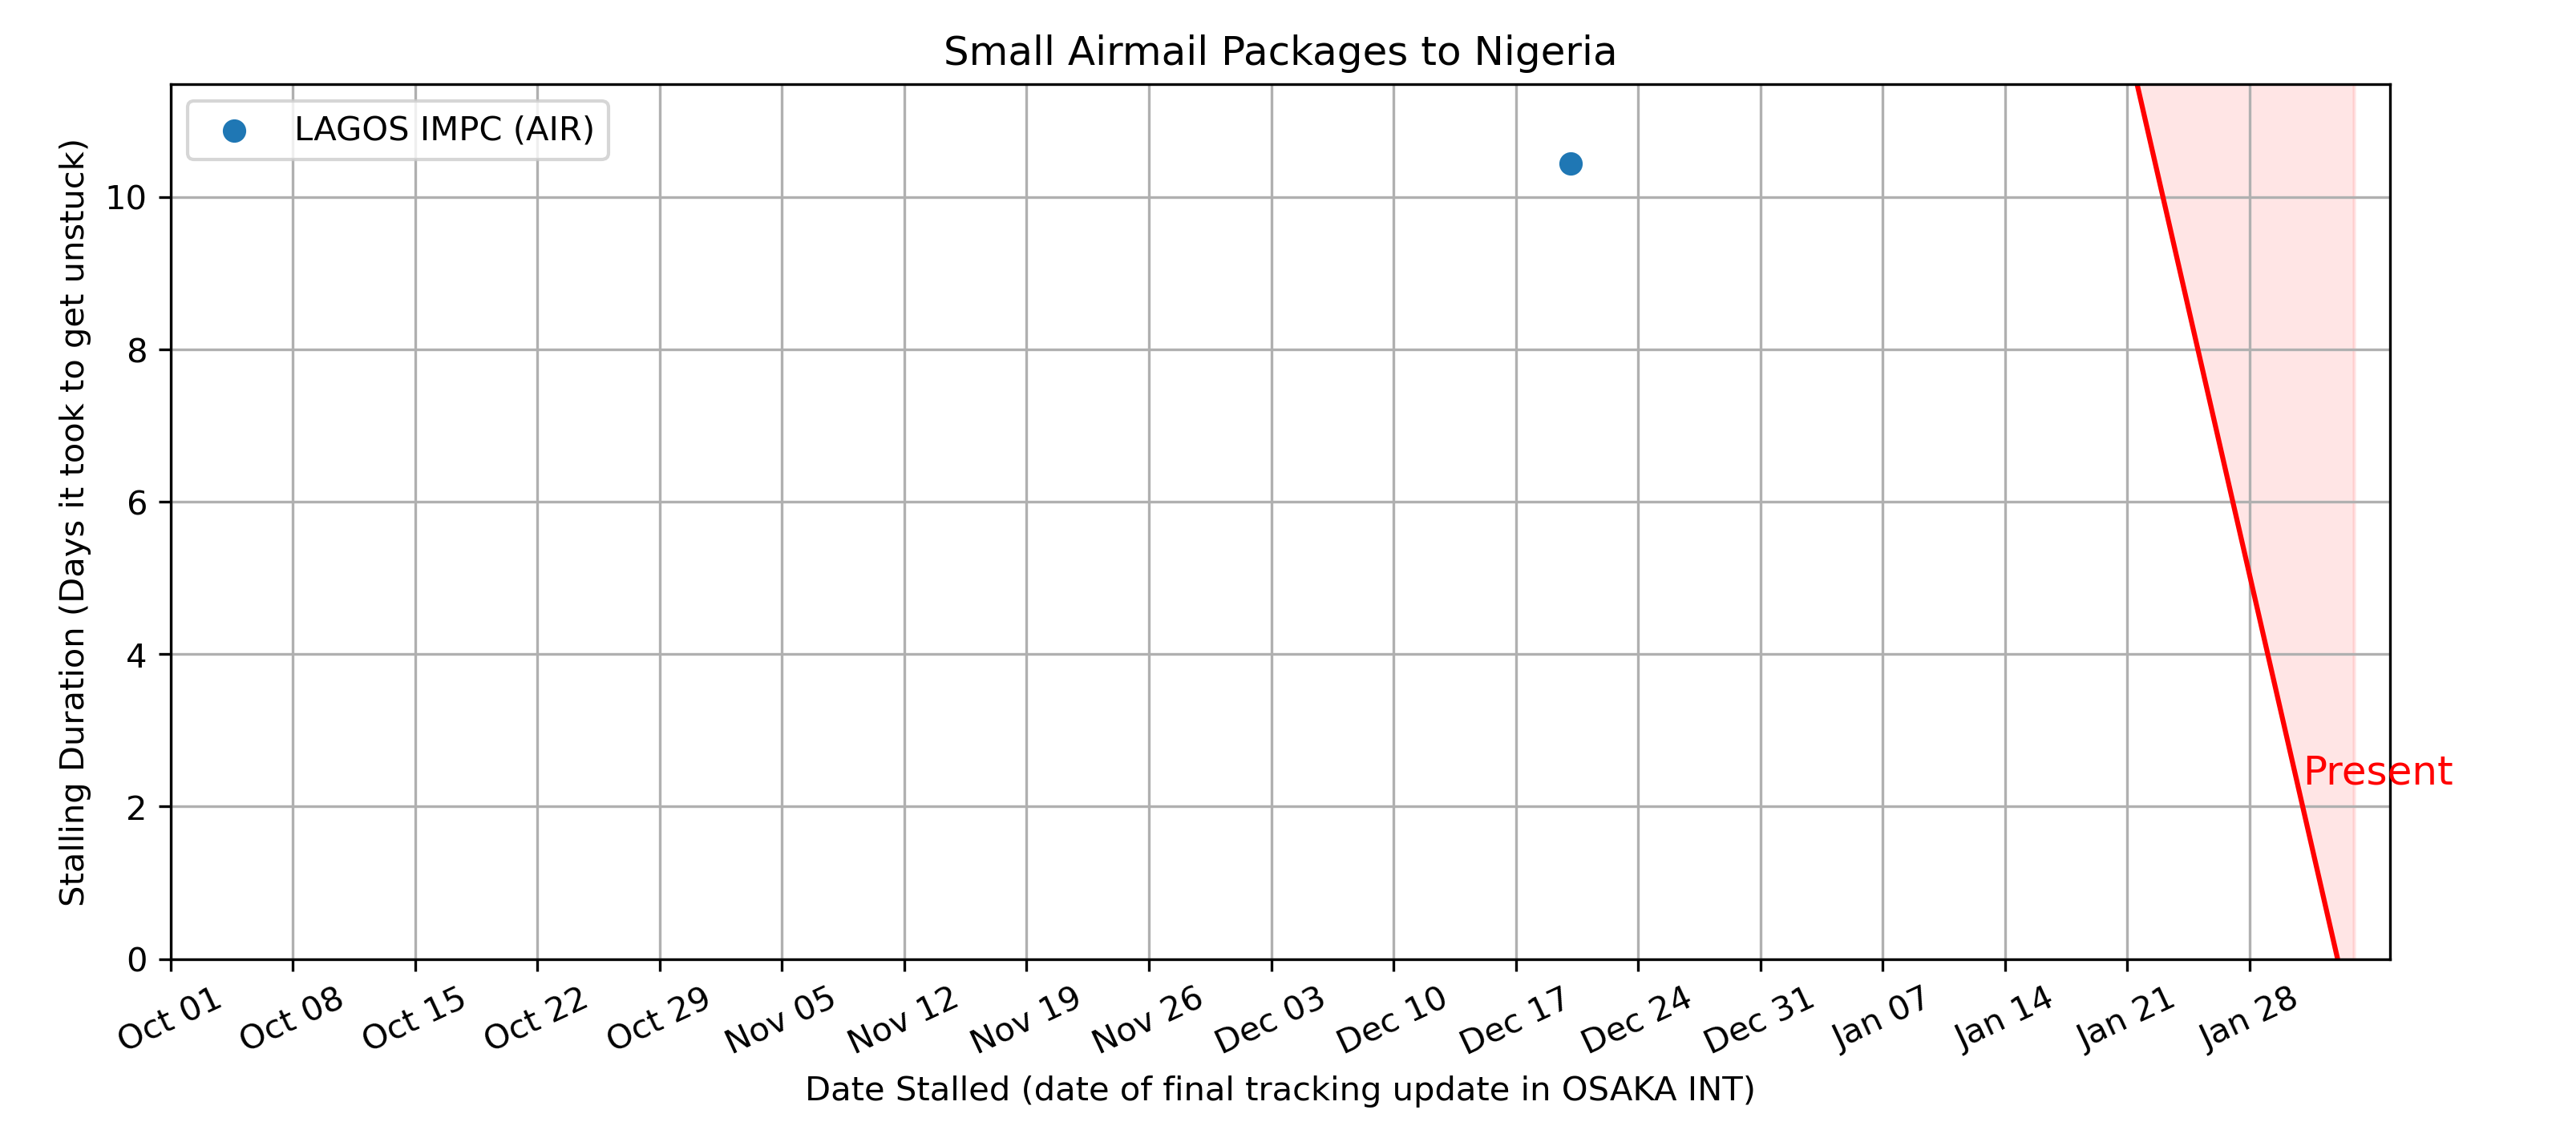 Small Airmail Packages to Nigeria
LAGOS IMPC (AIR)
Stalling Duration (Days it took to get unstuck)
10
8
6
4
2
0
Present
Oct 01 Oct 08 Oct 15 Oct 22 Oct 29 Nov 05 Nov 12 Nov 19 Nov 26 Dec 03 Dec 10 Dec 17 Dec 24 Dec 31 Jan 07 Jan 14 Jan 21 Jan 28
Date Stalled (date of final tracking update in OSAKA INT)